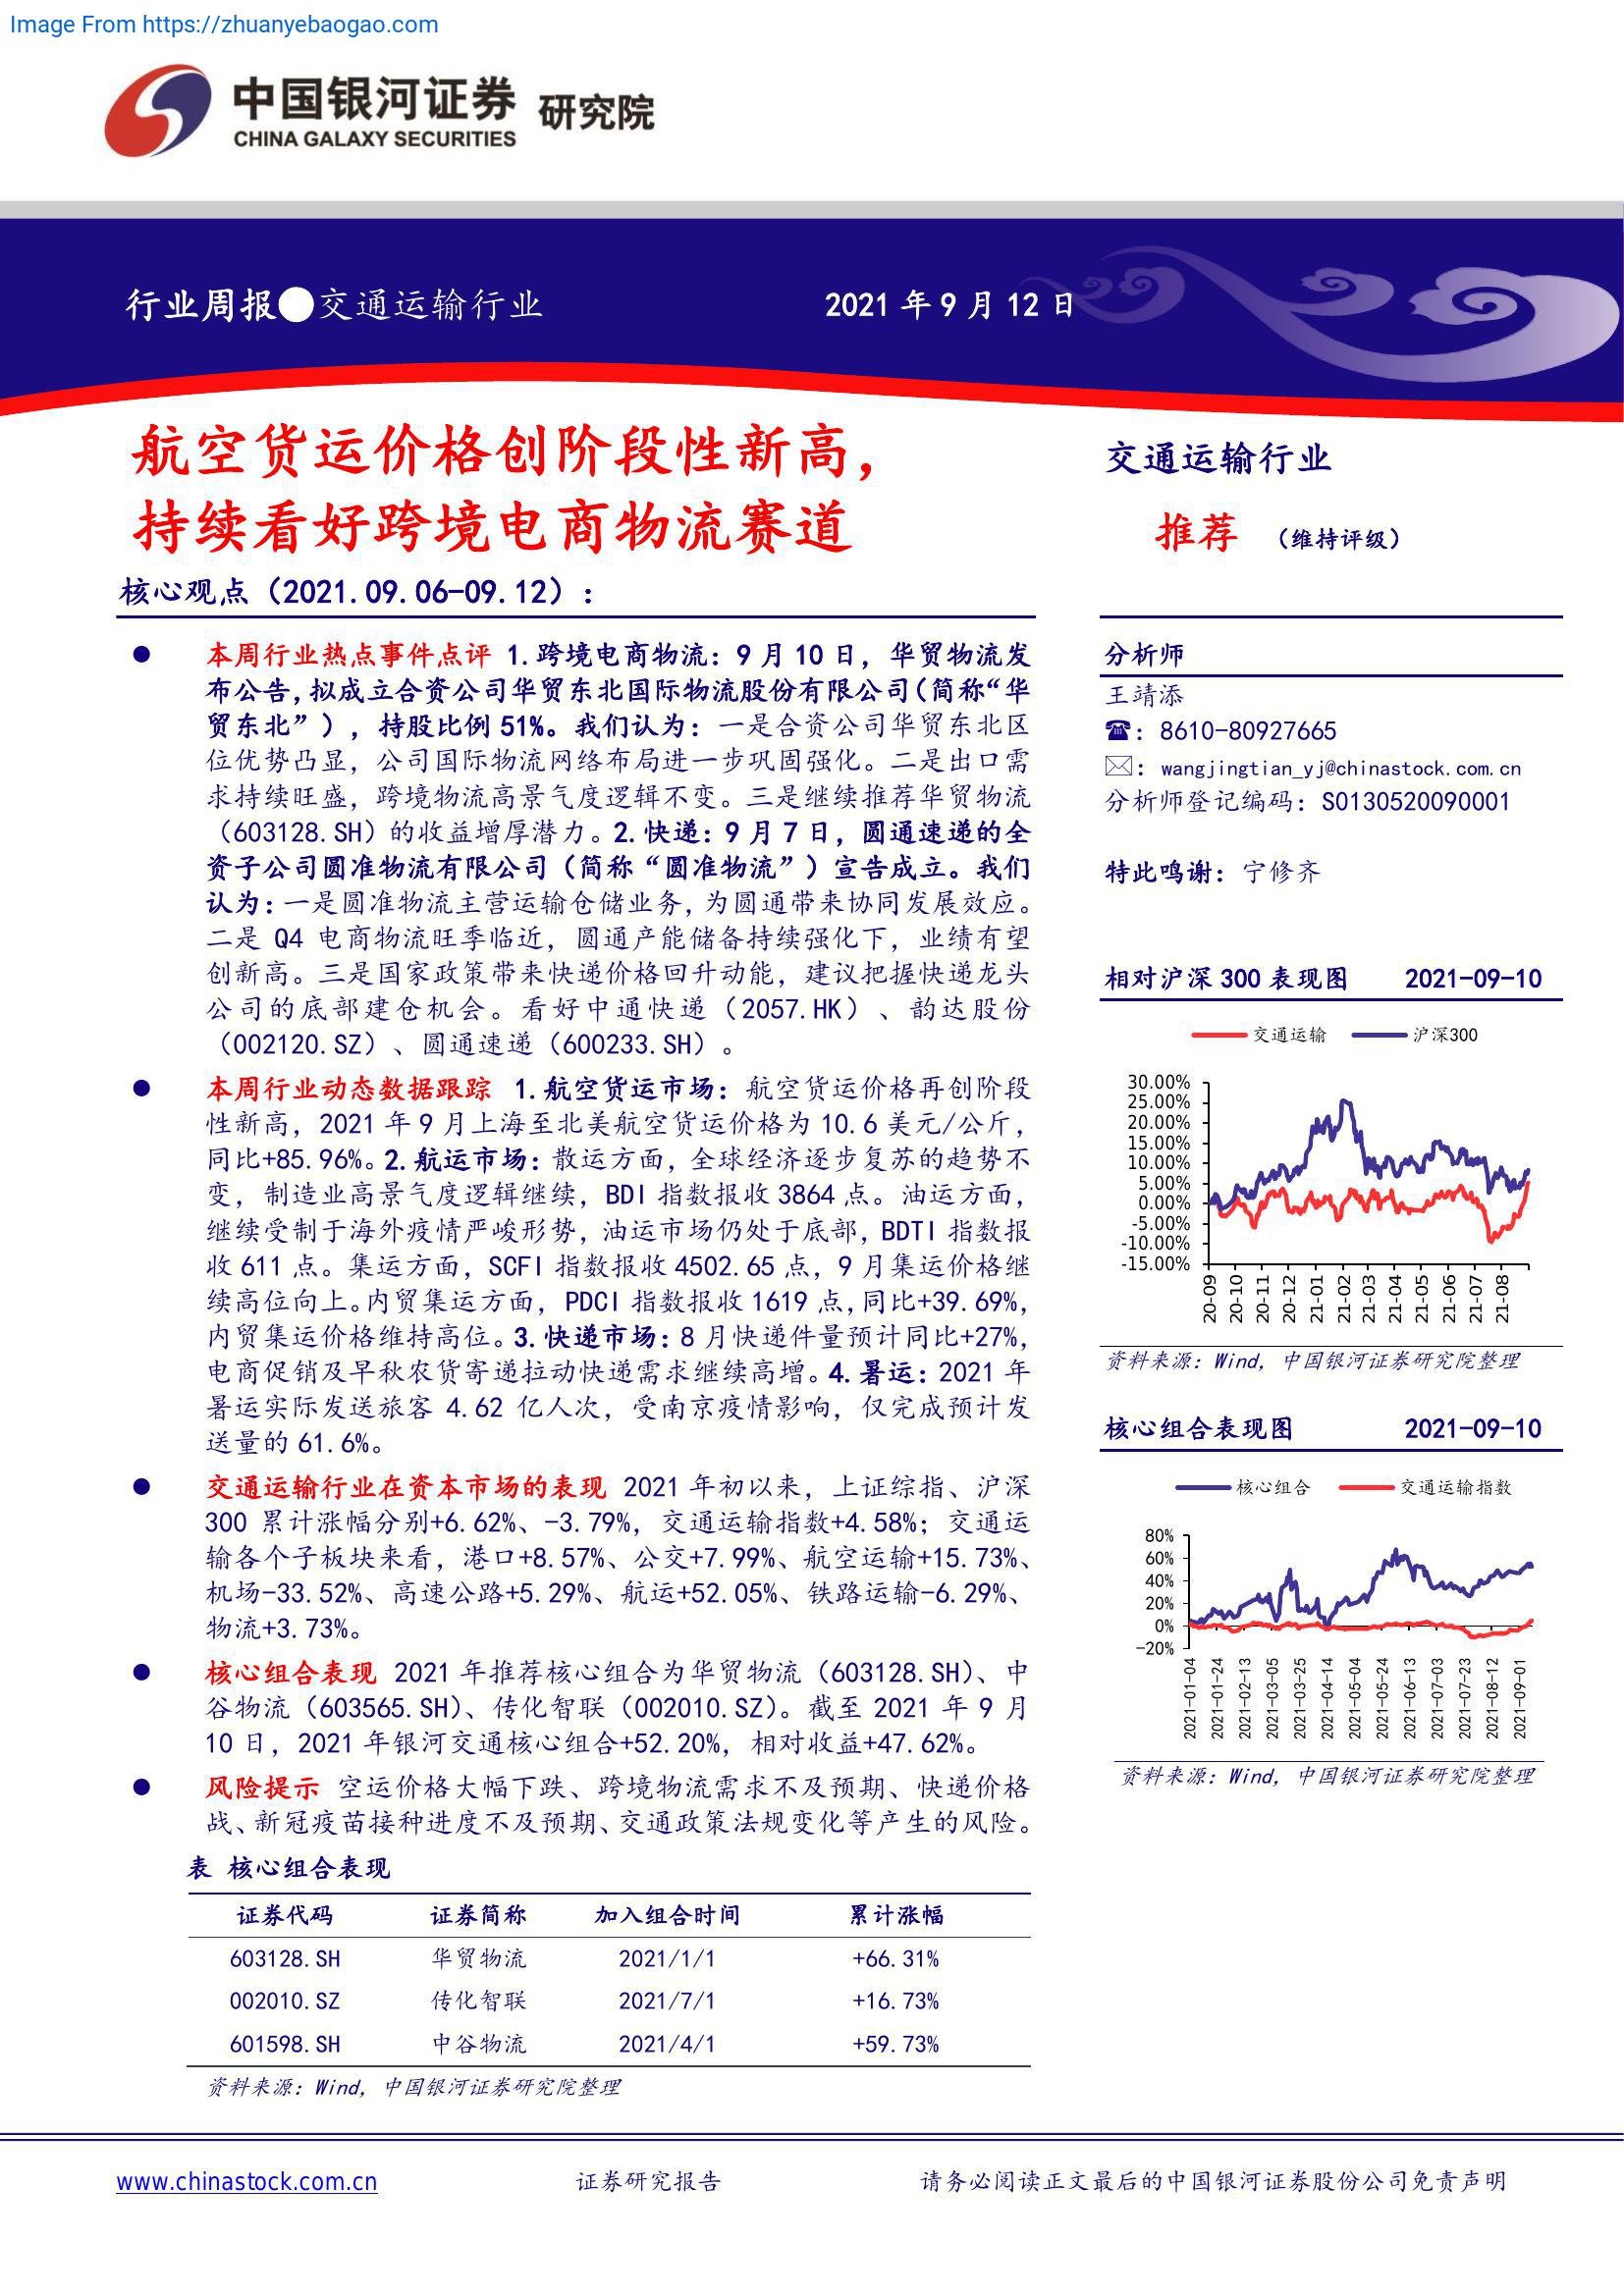 Image From https://zhuanyebaogao.com
中国银河证券 研究院
CHINA GALAXY SECURITIES
行业周报●交通运输行业
2021 年 9 月 12 日
航空货运价格创阶段性新高，
持续看好跨境电商物流赛道
核心观点（2021.09.06-09.12）：
● 本周行业热点事件点评 1.跨境电商物流：9 月 10 日，华贸物流发
布公告，拟成立合资公司华贸东北国际物流股份有限公司（简称“华
贸东北”），持股比例 51%。我们认为：一是合资公司华贸东北区
位优势凸显，公司国际物流网络布局进一步巩固强化。二是出口需
求持续旺盛，跨境物流高景气度逻辑不变。三是继续推荐华贸物流
（603128.SH）的收益增厚潜力。2.快递：9 月 7 日，圆通速递的全
资子公司圆准物流有限公司（简称“圆准物流”）宣告成立。我们
认为：一是圆准物流主营运输仓储业务，为圆通带来协同发展效应。
二是 Q4 电商物流旺季临近，圆通产能储备持续强化下，业绩有望
创新高。三是国家政策带来快递价格回升动能，建议把握快递龙头
公司的底部建仓机会。看好中通快递（2057.HK）、韵达股份
（002120.SZ）、圆通速递（600233.SH）。
● 本周行业动态数据跟踪 1.航空货运市场：航空货运价格再创阶段
性新高，2021 年 9 月上海至北美航空货运价格为 10.6 美元/公斤，
同比+85.96%。2.航运市场：散运方面，全球经济逐步复苏的趋势不
变，制造业高景气度逻辑继续，BDI 指数报收 3864 点。油运方面，
继续受制于海外疫情严峻形势，油运市场仍处于底部，BDTI 指数报
收 611 点。集运方面，SCFI 指数报收 4502.65 点，9 月集运价格继
续高位向上。内贸集运方面，PDCI 指数报收 1619 点，同比+39.69%，
内贸集运价格维持高位。3.快递市场：8 月快递件量预计同比+27%，
电商促销及早秋农货寄递拉动快递需求继续高增。4.暑运：2021 年
暑运实际发送旅客 4.62 亿人次，受南京疫情影响，仅完成预计发
送量的 61.6%。
● 交通运输行业在资本市场的表现 2021 年初以来，上证综指、沪深
300 累计涨幅分别+6.62%、-3.79%，交通运输指数+4.58%；交通运
输各个子板块来看，港口+8.57%、公交+7.99%、航空运输+15.73%、
机场-33.52%、高速公路+5.29%、航运+52.05%、铁路运输-6.29%、
物流+3.73%。
● 核心组合表现 2021 年推荐核心组合为华贸物流（603128.SH）、中
谷物流（603565.SH）、传化智联（002010.SZ）。截至 2021 年 9 月
10 日，2021 年银河交通核心组合+52.20%，相对收益+47.62%。
● 风险提示 空运价格大幅下跌、跨境物流需求不及预期、快递价格
战、新冠疫苗接种进度不及预期、交通政策法规变化等产生的风险。
表 核心组合表现
证券代码 证券简称 加入组合时间 累计涨幅
603128.SH 华贸物流 2021/1/1 +66.31%
002010.SZ 传化智联 2021/7/1 +16.73%
601598.SH 中谷物流 2021/4/1 +59.73%
资料来源：Wind，中国银河证券研究院整理
交通运输行业
推荐 （维持评级）
分析师
王靖添
☎：8610-80927665
✉：wangjingtian_yj@chinastock.com.cn
分析师登记编码：S0130520090001
特此鸣谢：宁修齐
相对沪深 300 表现图 2021-09-10
交通运输 沪深300
30.00%
25.00%
20.00%
15.00%
10.00%
5.00%
0.00%
-5.00%
-10.00%
-15.00%
20-09 20-10 20-11 20-12 21-01 21-02 21-03 21-04 21-05 21-06 21-07 21-08
资料来源：Wind，中国银河证券研究院整理
核心组合表现图 2021-09-10
核心组合 交通运输指数
80%
60%
40%
20%
0%
-20%
2021-01-04 2021-01-24 2021-02-13 2021-03-05 2021-03-25 2021-04-14 2021-05-04 2021-05-24 2021-06-13 2021-07-03 2021-07-23 2021-08-12 2021-09-01
资料来源：Wind，中国银河证券研究院整理
www.chinastock.com.cn 证券研究报告 请务必阅读正文最后的中国银河证券股份公司免责声明